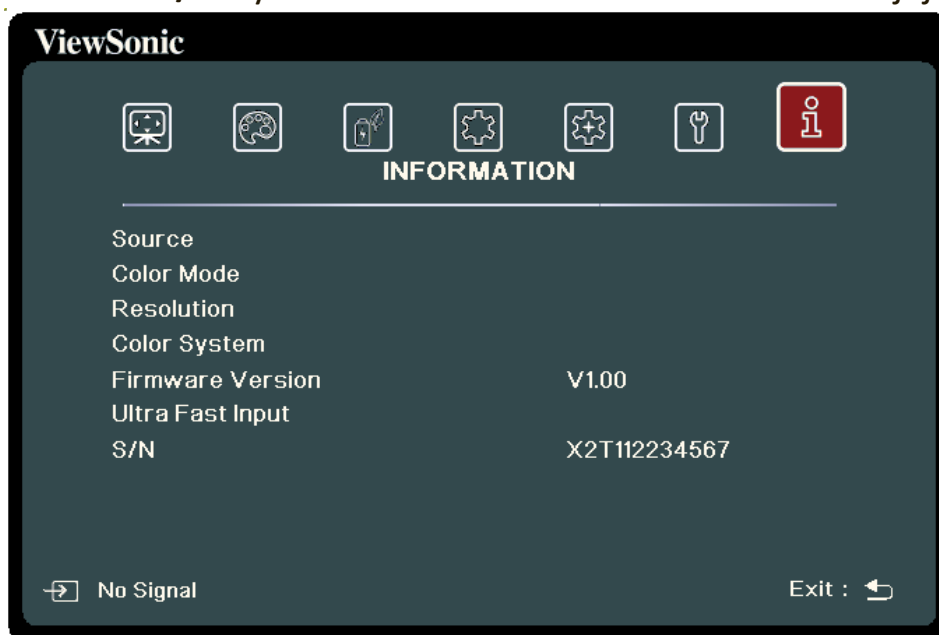 ViewSonic
INFORMATION
Source
Color Mode
Resolution
Color System
Firmware Version V1.00
Ultra Fast Input
S/N X2T112234567
No Signal Exit :